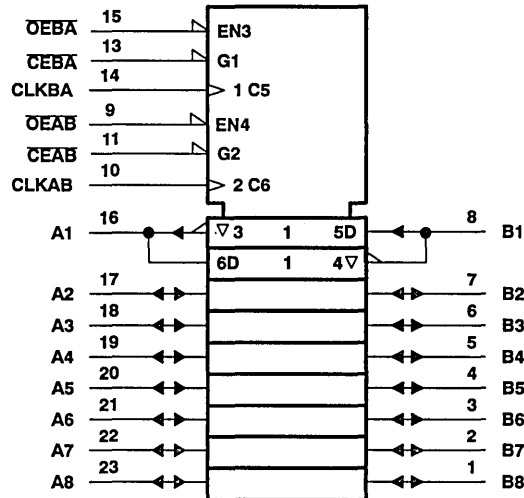 OEBA 15 EN3
CEBA 13 G1
CLKBA 14 1 C5
OEAB 9 EN4
CEAB 11 G2
CLKAB 10 2 C6
A1 16 ▽ 3 1 5D 8 B1
6D 1 4 ▽
A2 17 7 B2
A3 18 6 B3
A4 19 5 B4
A5 20 4 B5
A6 21 3 B6
A7 22 2 B7
A8 23 1 B8